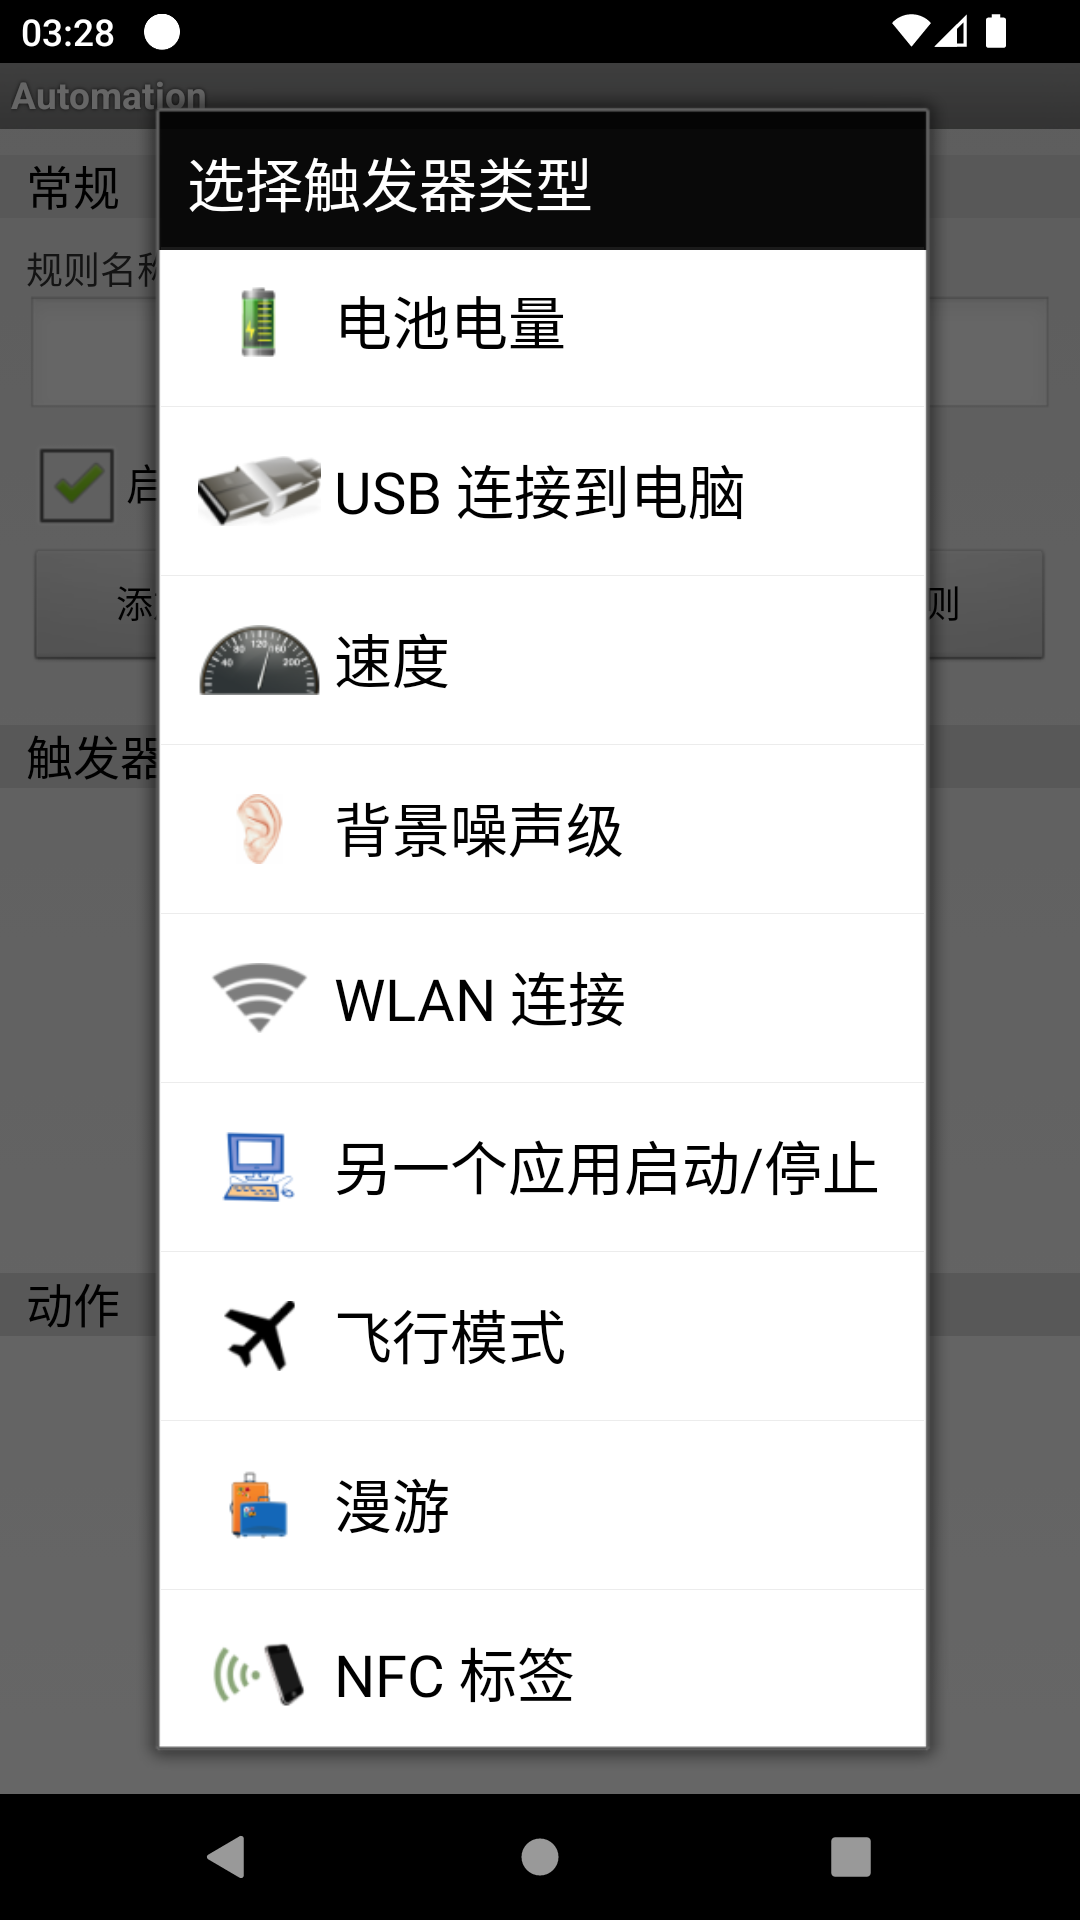 03:28
Automation
选择触发器类型
常规
规则名称
电池电量
USB 连接到电脑
启
速度
添
则
触发器
背景噪声级
WLAN 连接
另一个应用启动/停止
动作
飞行模式
漫游
NFC 标签